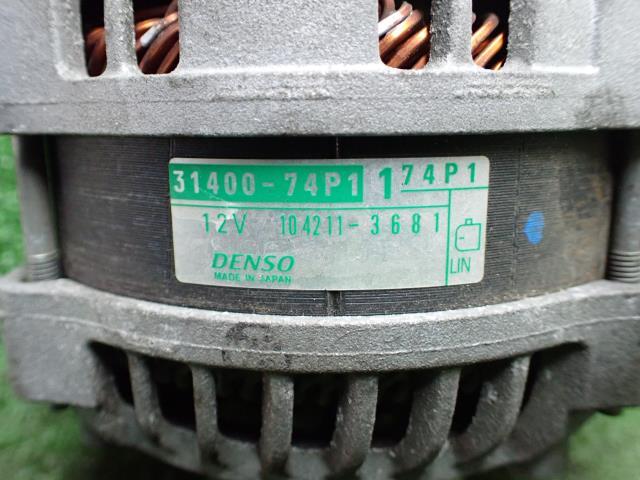 31400-74P1 1 74P1
12V 104211-3681
DENSO
MADE IN JAPAN
LIN